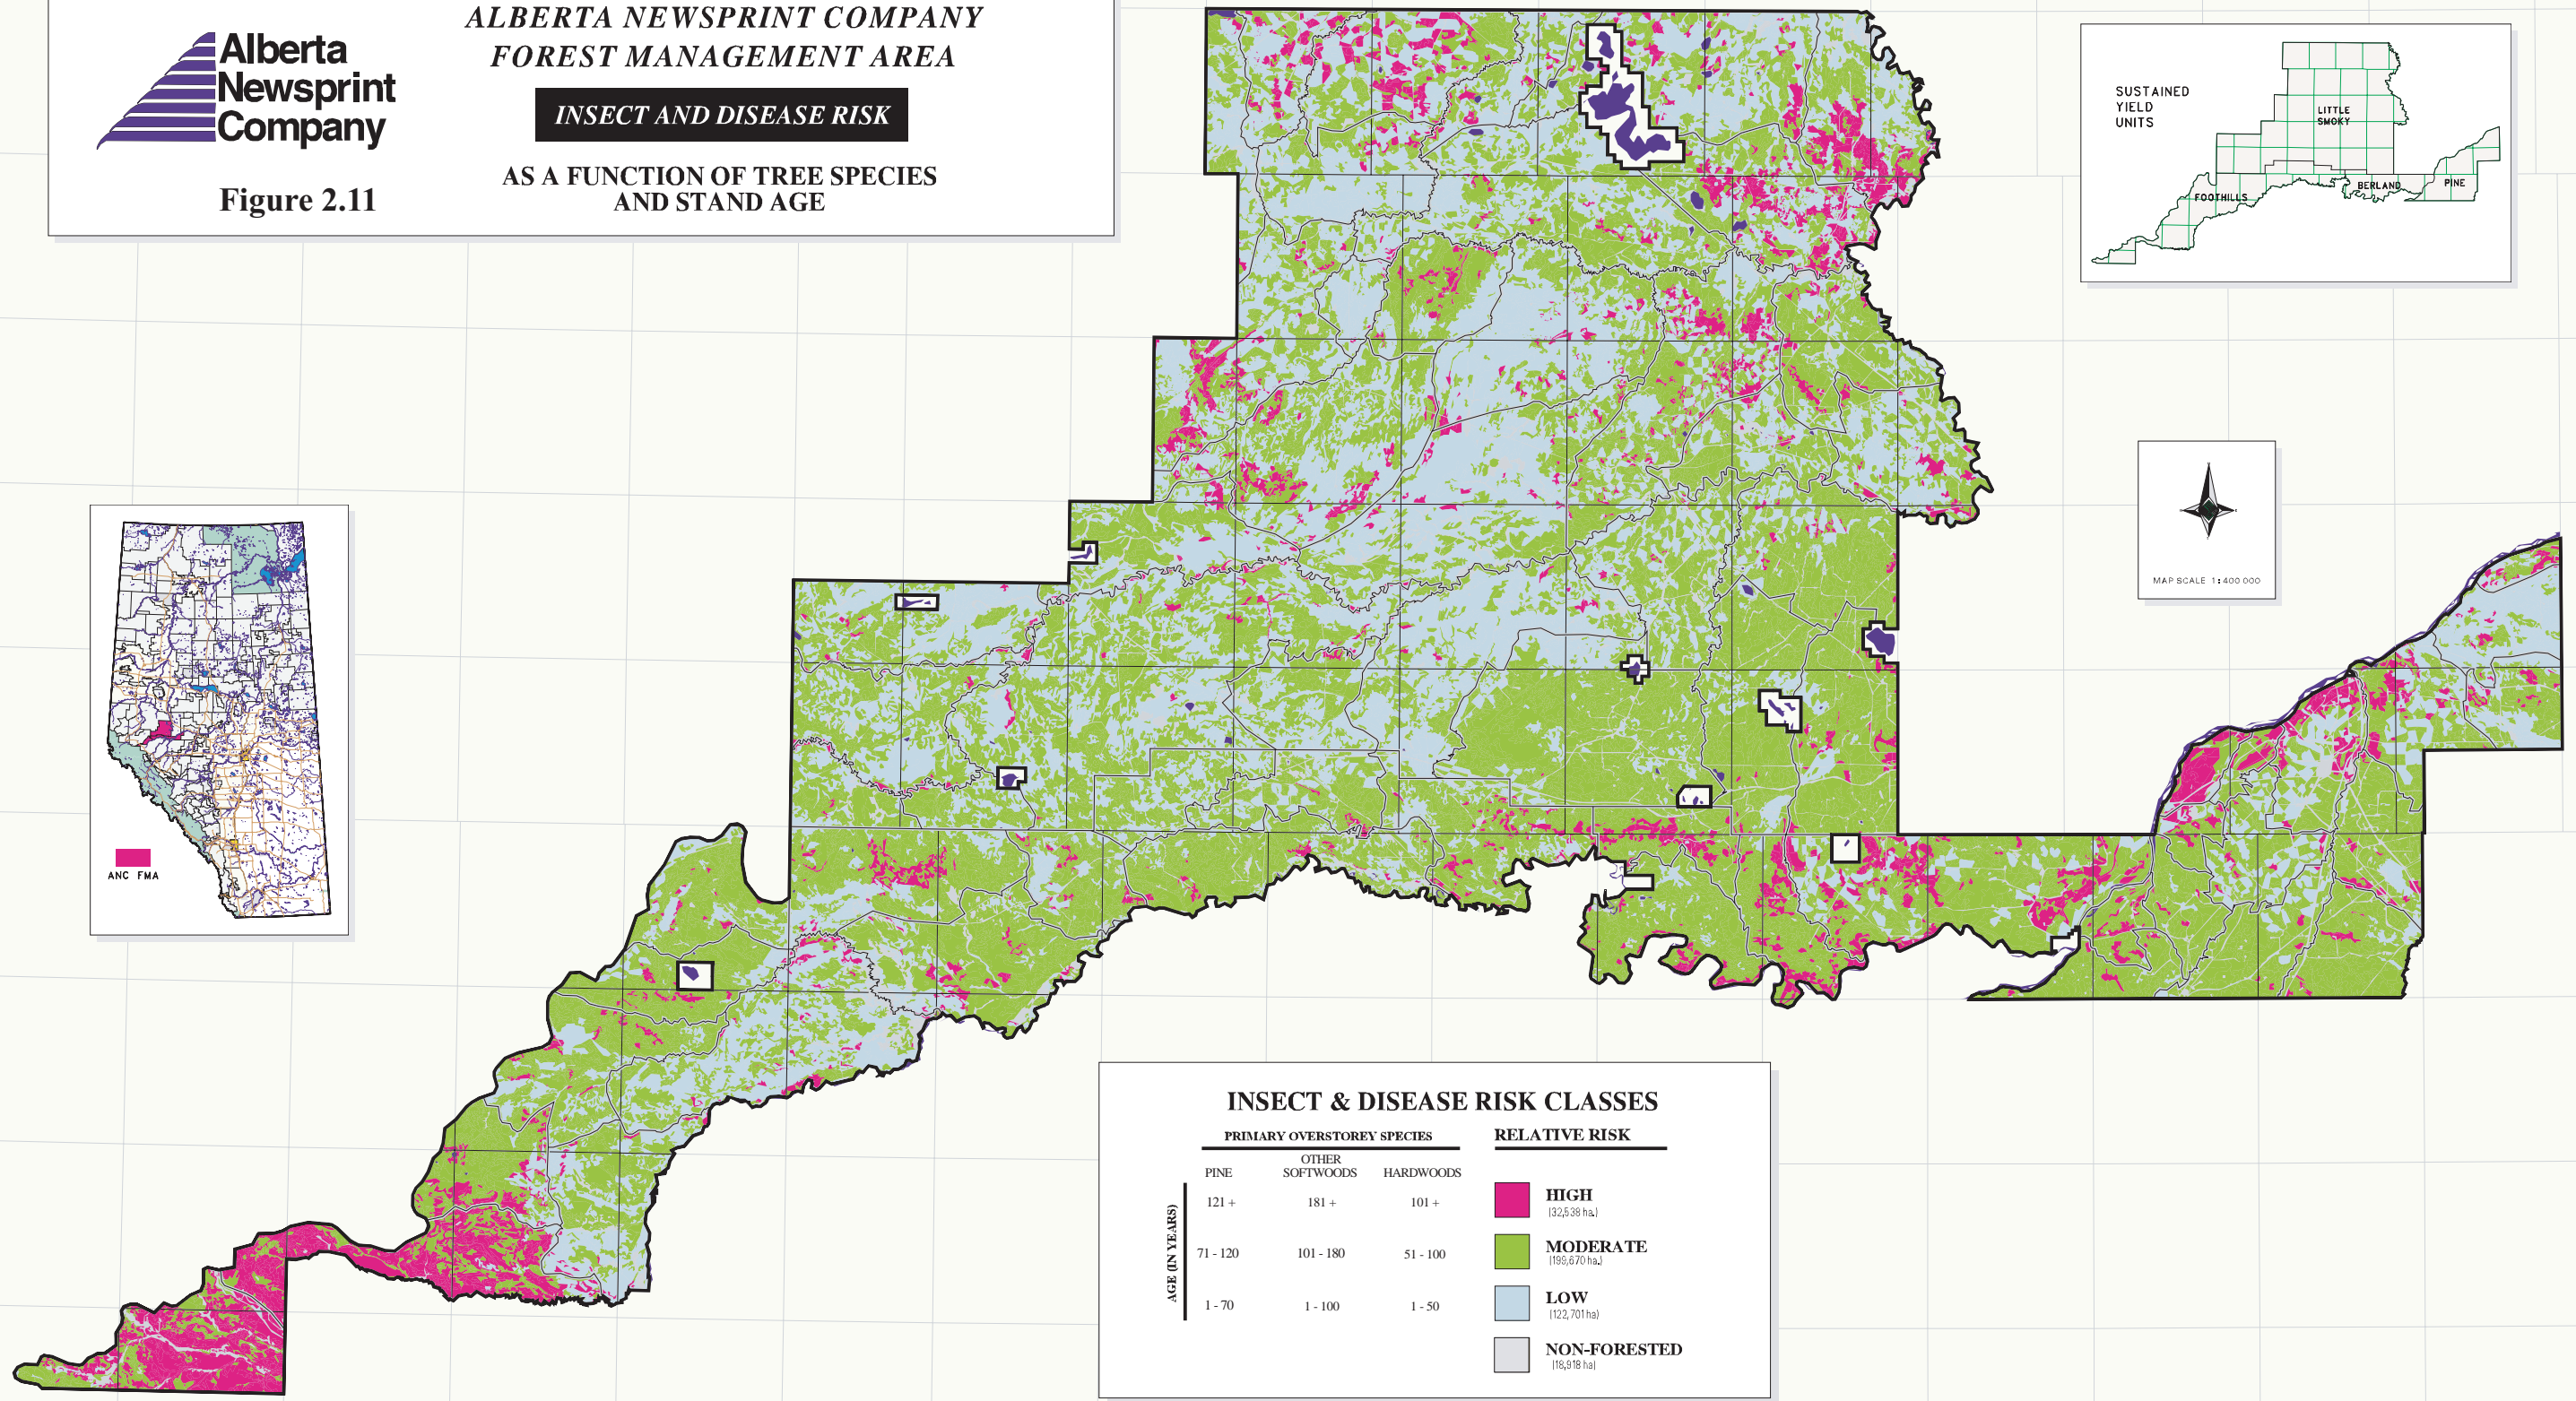 ALBERTA NEWSPRINT COMPANY
FOREST MANAGEMENT AREA
INSECT AND DISEASE RISK
AS A FUNCTION OF TREE SPECIES
AND STAND AGE
Alberta
Newsprint
Company
Figure 2.11
SUSTAINED
YIELD
UNITS
LITTLE
SMOKY
BERLAND
PINE
FOOTHILLS
MAP SCALE 1:400 000
ANC FMA
INSECT & DISEASE RISK CLASSES
PRIMARY OVERSTOREY SPECIES
RELATIVE RISK
PINE
OTHER
SOFTWOODS
HARDWOODS
AGE (IN YEARS)
121 +
181 +
101 +
HIGH
(32,538 ha.)
71 - 120
101 - 180
51 - 100
MODERATE
(199,670 ha.)
1 - 70
1 - 100
1 - 50
LOW
(122,701 ha)
NON-FORESTED
(18,918 ha)